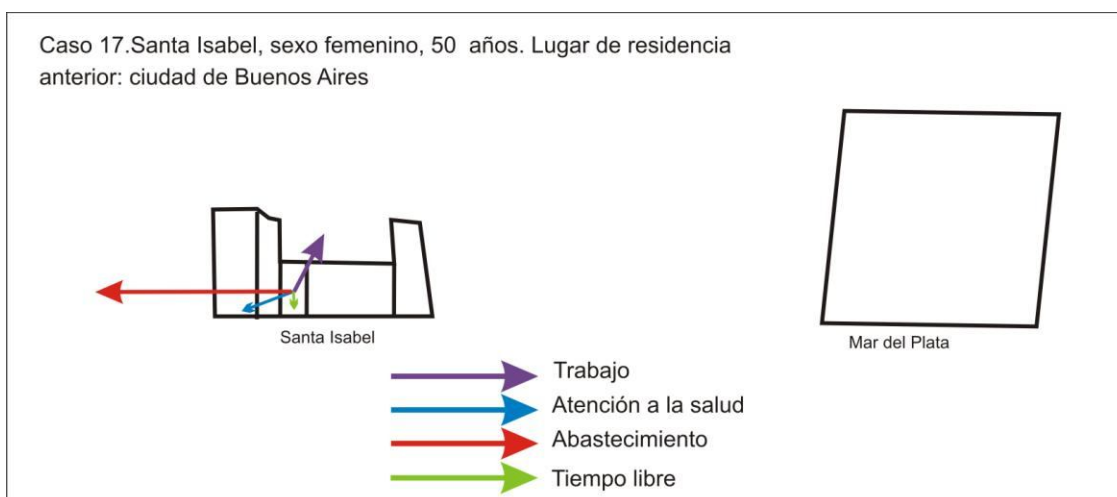 Caso 17.Santa Isabel, sexo femenino, 50 años. Lugar de residencia
anterior: ciudad de Buenos Aires
Santa Isabel
Mar del Plata
Trabajo
Atención a la salud
Abastecimiento
Tiempo libre